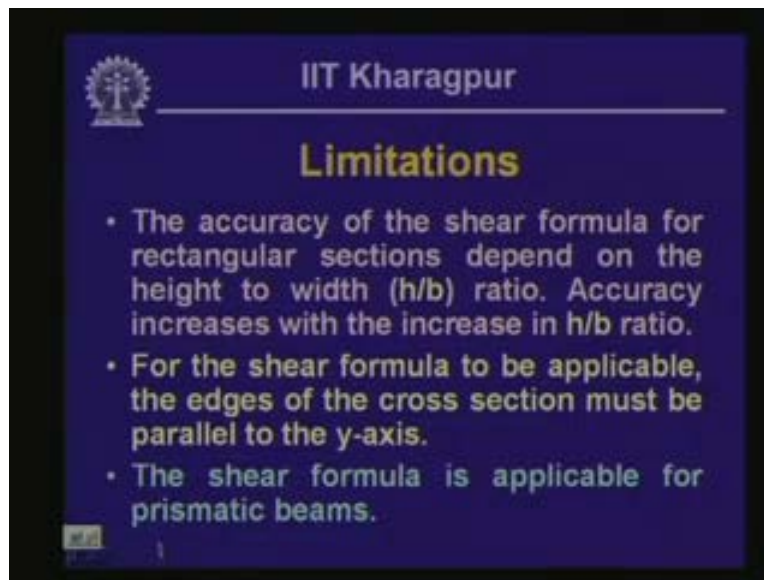 IIT Kharagpur
Limitations
• The accuracy of the shear formula for
rectangular sections depend on the
height to width (h/b) ratio. Accuracy
increases with the increase in h/b ratio.
• For the shear formula to be applicable,
the edges of the cross section must be
parallel to the y-axis.
• The shear formula is applicable for
prismatic beams.